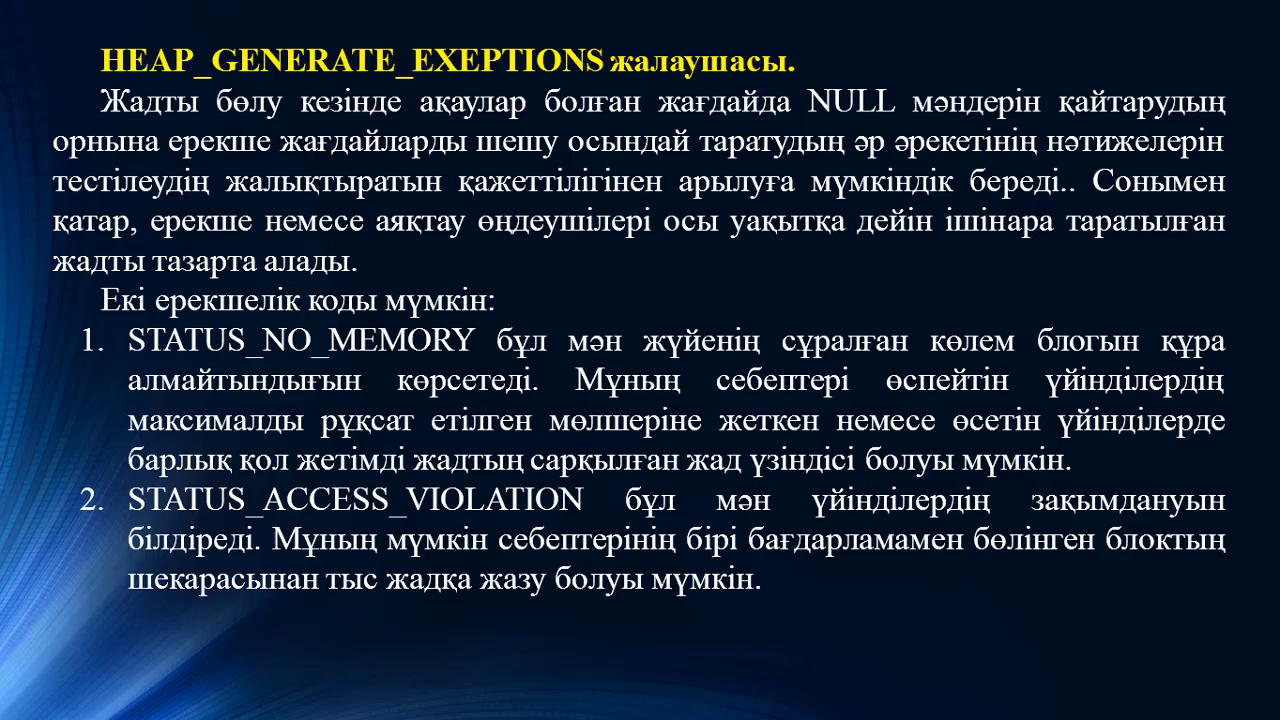 HEAP_GENERATE_EXEPTIONS жалаушасы.
Жадты бөлу кезінде ақаулар болған жағдайда NULL мәндерін қайтарудың
орнына ерекше жағдайларды шешу осындай таратудың әр әрекетінің нәтижелерін
тестілеудің жалықтыратын қажеттілігінен арылуға мүмкіндік береді.. Сонымен
қатар, ерекше немесе аяқтау өңдеушілері осы уақытқа дейін ішінара таратылған
жадты тазарта алады.
Екі ерекшелік коды мүмкін:
1. STATUS_NO_MEMORY бұл мән жүйенің сұралған көлем блогын құра
алмайтындығын көрсетеді. Мұның себептері өспейтін үйінділердің
максималды рұқсат етілген мөлшеріне жеткен немесе өсетін үйінділерде
барлық қол жетімді жадтың сарқылған жад үзіндісі болуы мүмкін.
2. STATUS_ACCESS_VIOLATION бұл мән үйінділердің зақымдануын
білдіреді. Мұның мүмкін себептерінің бірі бағдарламамен бөлінген блоктың
шекарасынан тыс жадқа жазу болуы мүмкін.